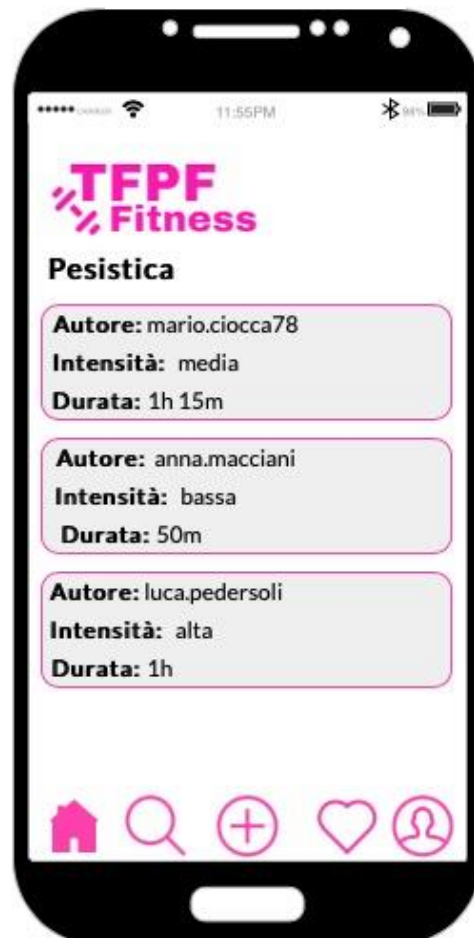 11:55PM
TFPF
Fitness
Pesistica
Autore: mario.ciocca78
Intensità: media
Durata: 1h 15m
Autore: anna.macciani
Intensità: bassa
Durata: 50m
Autore: luca.pedersoli
Intensità: alta
Durata: 1h